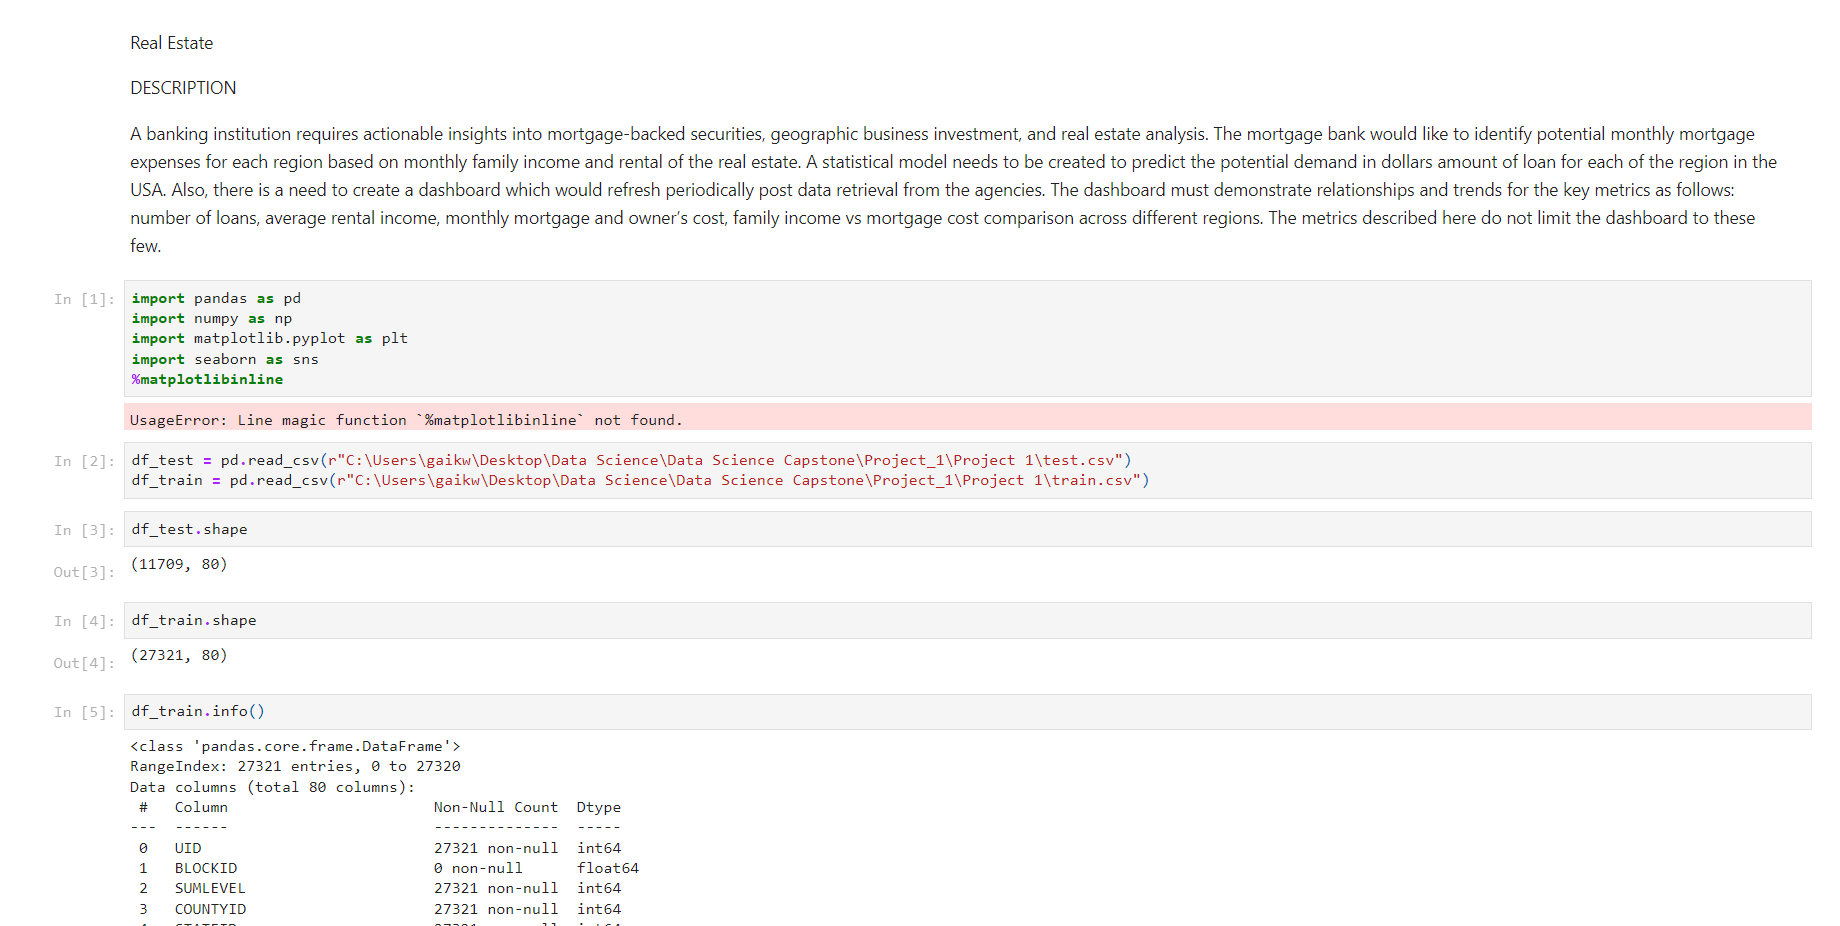 Real Estate
DESCRIPTION
A banking institution requires actionable insights into mortgage-backed securities, geographic business investment, and real estate analysis. The mortgage bank would like to identify potential monthly mortgage
expenses for each region based on monthly family income and rental of the real estate. A statistical model needs to be created to predict the potential demand in dollars amount of loan for each of the region in the
USA. Also, there is a need to create a dashboard which would refresh periodically post data retrieval from the agencies. The dashboard must demonstrate relationships and trends for the key metrics as follows:
number of loans, average rental income, monthly mortgage and owner’s cost, family income vs mortgage cost comparison across different regions. The metrics described here do not limit the dashboard to these
few.
In [1]: import pandas as pd
import numpy as np
import matplotlib.pyplot as plt
import seaborn as sns
%matplotlibinline
UsageError: Line magic function `%matplotlibinline` not found.
In [2]: df_test = pd.read_csv(r"C:\Users\gaikw\Desktop\Data Science\Data Science Capstone\Project_1\Project 1\test.csv")
df_train = pd.read_csv(r"C:\Users\gaikw\Desktop\Data Science\Data Science Capstone\Project_1\Project 1\train.csv")
In [3]: df_test.shape
Out[3]: (11709, 80)
In [4]: df_train.shape
Out[4]: (27321, 80)
In [5]: df_train.info()
<class 'pandas.core.frame.DataFrame'>
RangeIndex: 27321 entries, 0 to 27320
Data columns (total 80 columns):
# Column Non-Null Count Dtype
--- ------ -------------- -----
0 UID 27321 non-null int64
1 BLOCKID 0 non-null float64
2 SUMLEVEL 27321 non-null int64
3 COUNTYID 27321 non-null int64